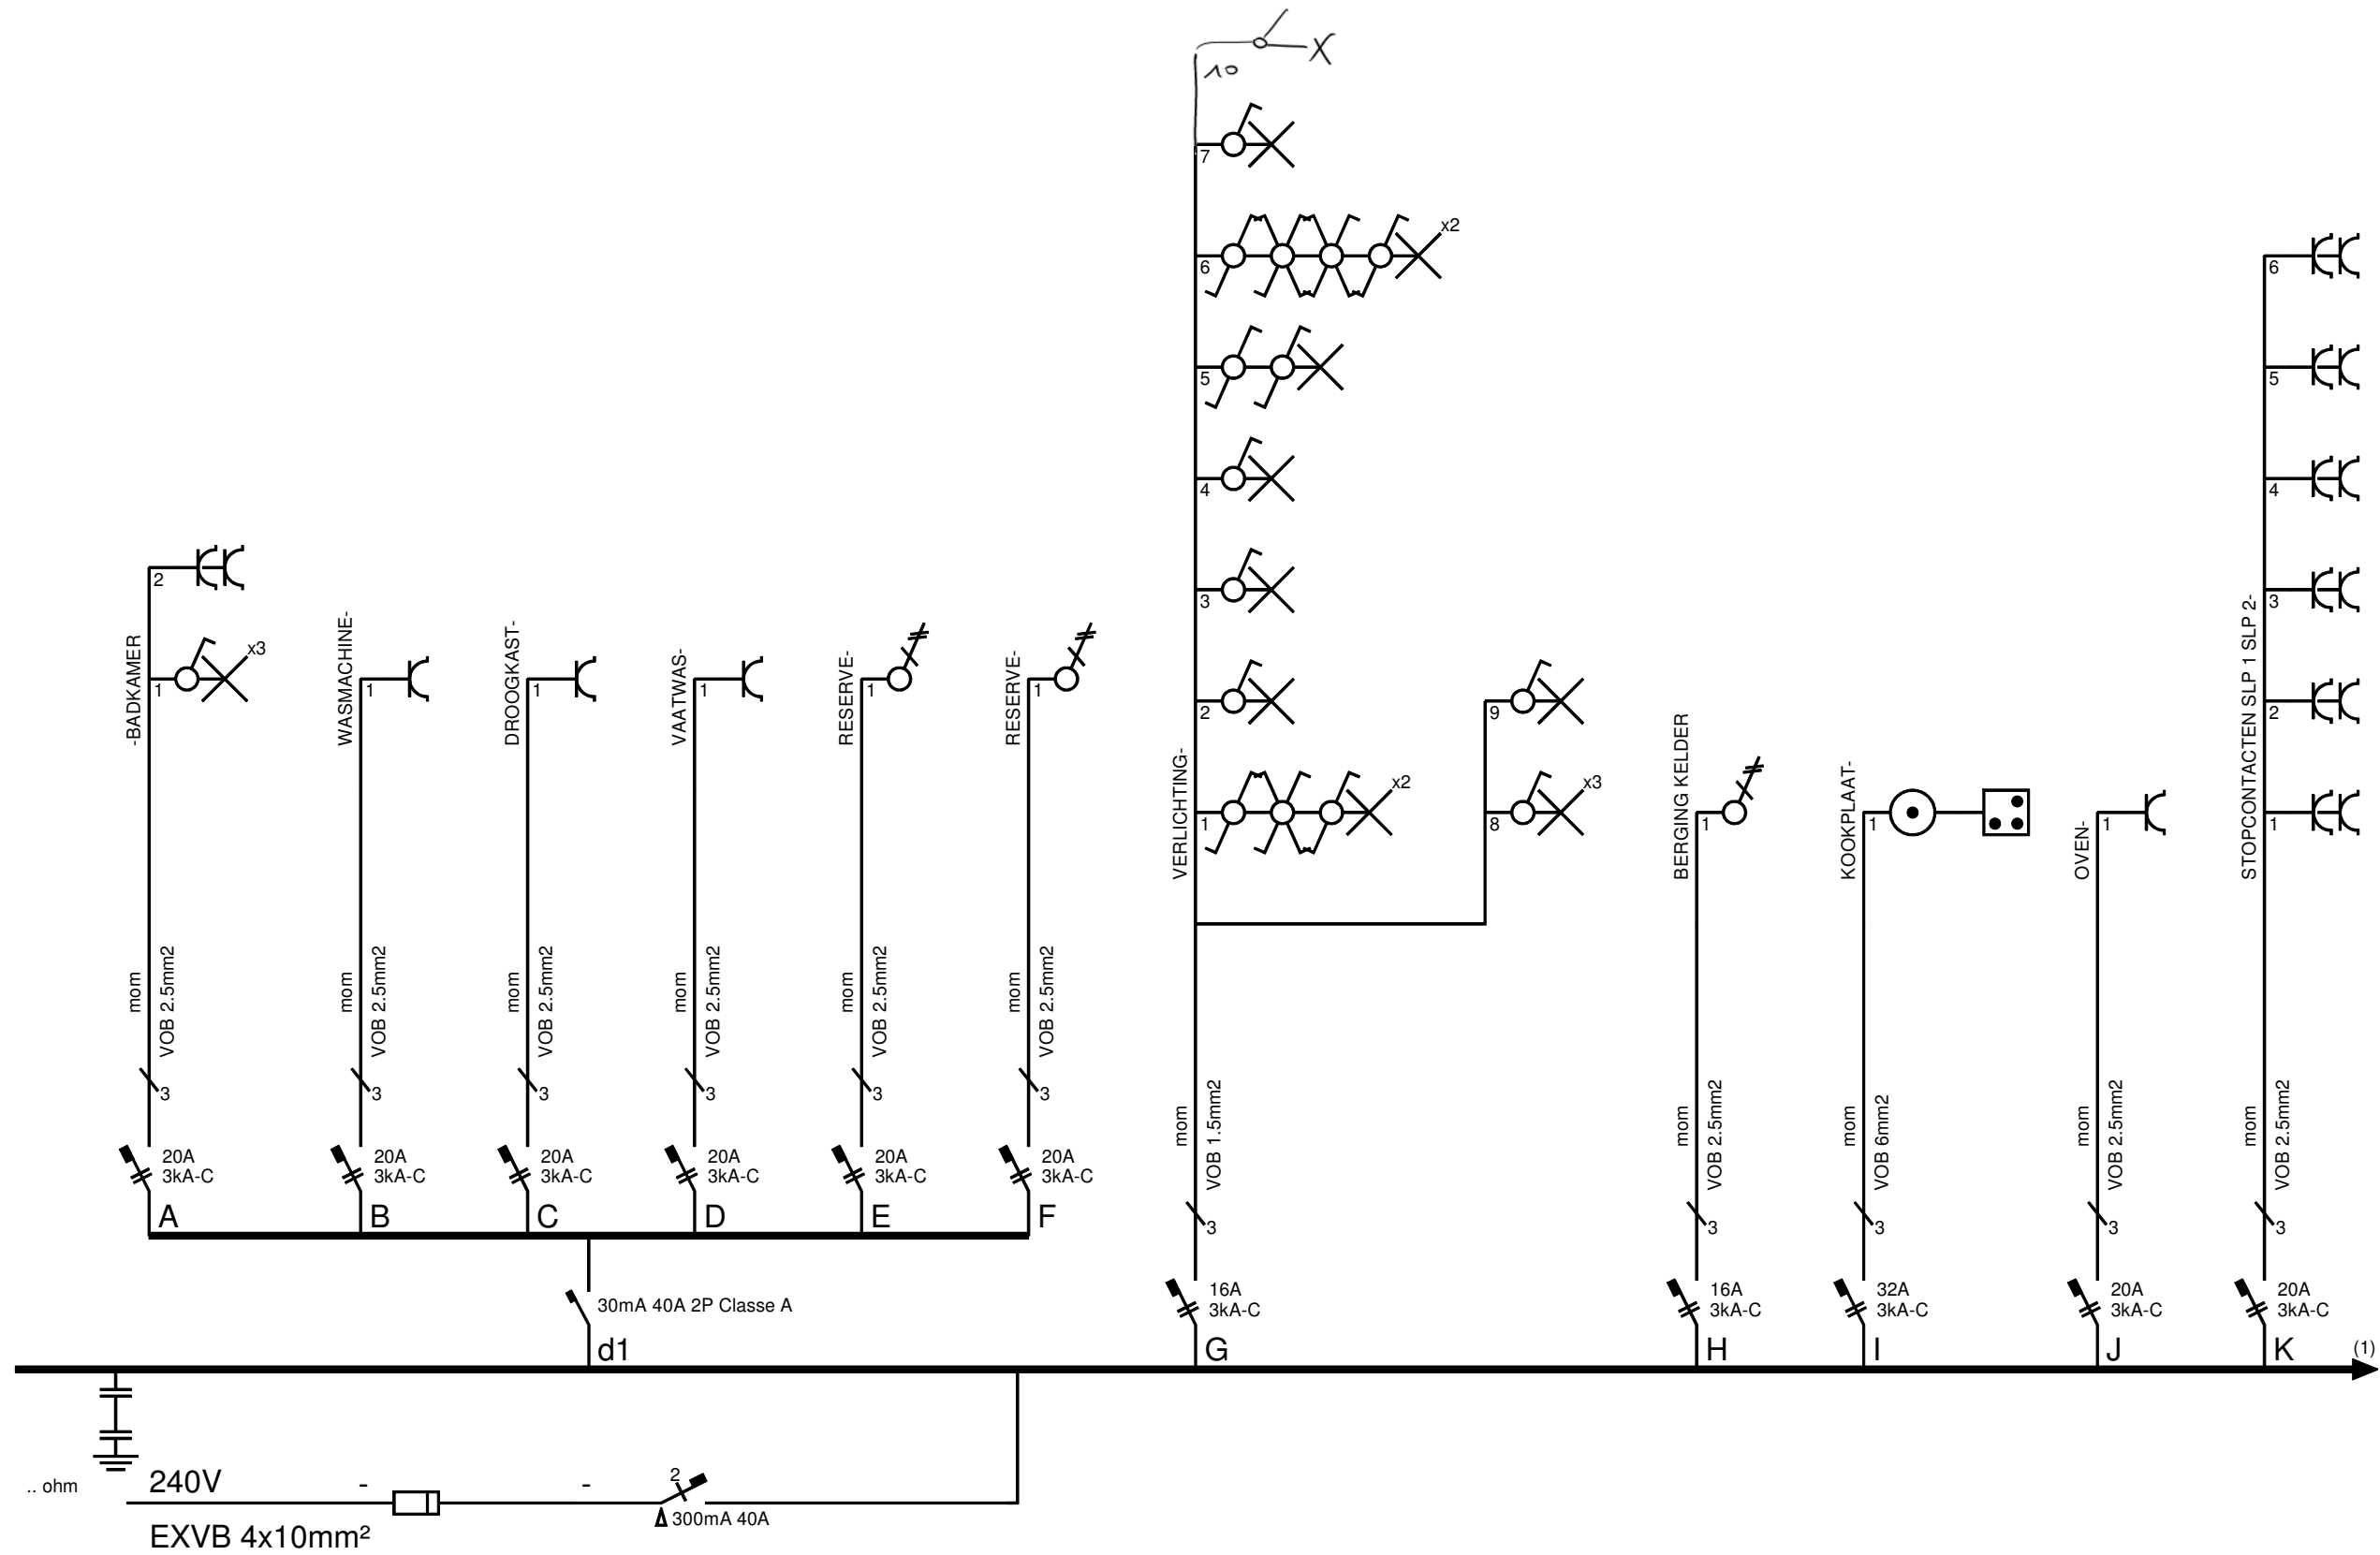 10
7
6
x2
5
4
3
2
1
x2
9
8
x3
VERLICHTING-
mom
VOB 1.5mm2
3
16A
3kA-C
G
2
1
x3
-BADKAMER
mom
VOB 2.5mm2
3
20A
3kA-C
A
1
WASMACHINE-
mom
VOB 2.5mm2
3
20A
3kA-C
B
1
DROOGKAST-
mom
VOB 2.5mm2
3
20A
3kA-C
C
1
VAATWAS-
mom
VOB 2.5mm2
3
20A
3kA-C
D
1
RESERVE-
mom
VOB 2.5mm2
3
20A
3kA-C
E
1
RESERVE-
mom
VOB 2.5mm2
3
20A
3kA-C
F
30mA 40A 2P Classe A
d1
1
BERGING KELDER
mom
VOB 2.5mm2
3
16A
3kA-C
H
1
KOOKPLAAT-
mom
VOB 6mm2
3
32A
3kA-C
I
1
OVEN-
mom
VOB 2.5mm2
3
20A
3kA-C
J
6
5
4
3
2
1
STOPCONTACTEN SLP 1 SLP 2-
mom
VOB 2.5mm2
3
20A
3kA-C
K
(1)
.. ohm
240V
-
-
2
300mA 40A
EXVB 4x10mm²